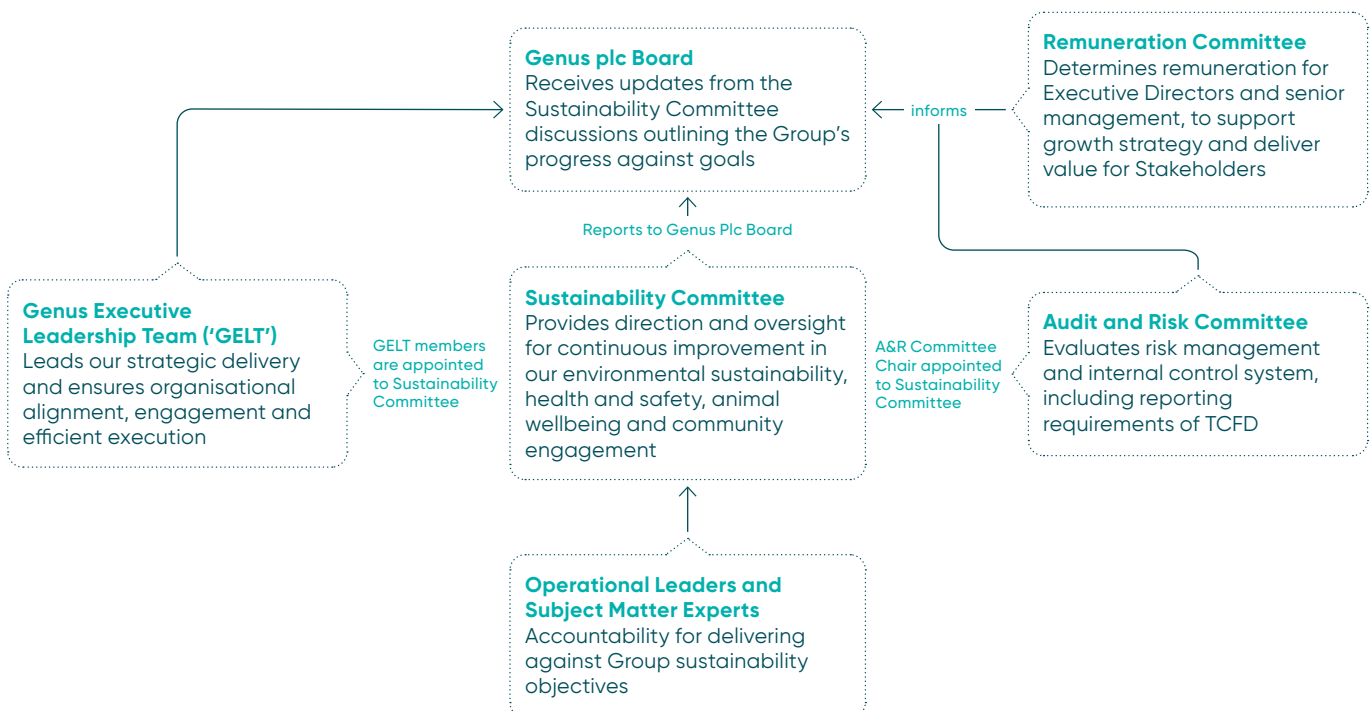 Genus plc Board
Receives updates from the
Sustainability Committee
discussions outlining the Group’s
progress against goals
informs
Remuneration Committee
Determines remuneration for
Executive Directors and senior
management, to support
growth strategy and deliver
value for Stakeholders
Reports to Genus Plc Board
Genus Executive
Leadership Team (‘GELT’)
Leads our strategic delivery
and ensures organisational
alignment, engagement and
efficient execution
GELT members
are appointed
to Sustainability
Committee
Sustainability Committee
Provides direction and oversight
for continuous improvement in
our environmental sustainability,
health and safety, animal
wellbeing and community
engagement
A&R Committee
Chair appointed
to Sustainability
Committee
Audit and Risk Committee
Evaluates risk management
and internal control system,
including reporting
requirements of TCFD
Operational Leaders and
Subject Matter Experts
Accountability for delivering
against Group sustainability
objectives